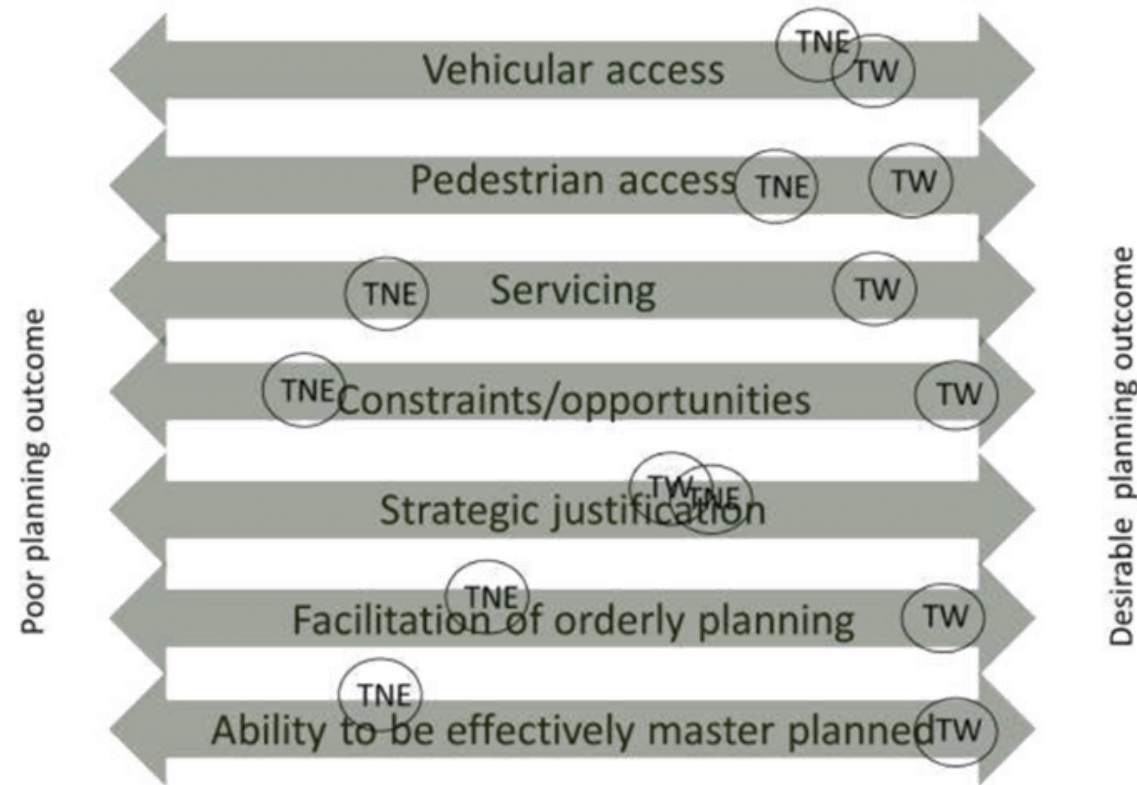 TNE
Vehicular access TW
Pedestrian access TNE TW
TNE Servicing TW
TNE Constraints/opportunities TW
TW TNE
Strategic justification
TNE
Facilitation of orderly planning TW
TNE
Ability to be effectively master planned TW
Poor planning outcome
Desirable planning outcome